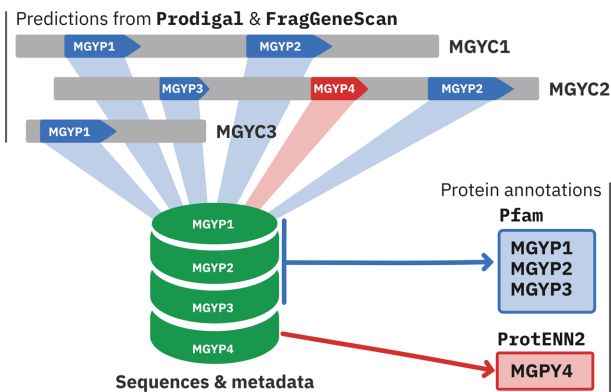 Predictions from Prodigal & FragGeneScan
MGYP1 MGYP2 MGYC1
MGYP3 MGYP4 MGYP2 MGYC2
MGYP1 MGYC3
Protein annotations
Pfam
MGYP1
MGYP2
MGYP3
MGYP1
MGYP2
MGYP3
MGYP4
ProtENN2
MGPY4
Sequences & metadata